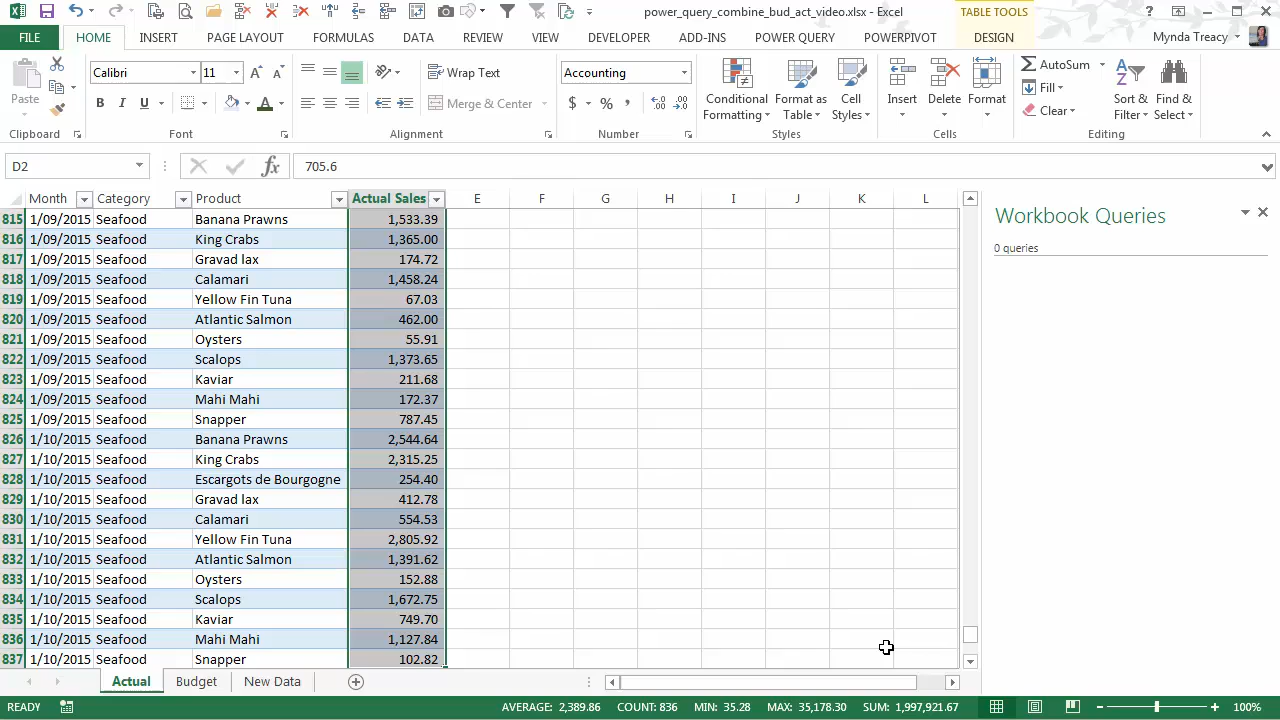 power_query_combine_bud_act_video.xlsx - Excel
TABLE TOOLS
FILE HOME INSERT PAGE LAYOUT FORMULAS DATA REVIEW VIEW DEVELOPER ADD-INS POWER QUERY POWERPIVOT DESIGN Mynda Treacy
Calibri 11 Wrap Text Accounting AutoSum
Fill
Paste B I U Merge & Center $ % , Conditional Formatting Format as Table Cell Styles Insert Delete Format Clear Sort & Filter Find & Select
Clipboard Font Alignment Number Styles Cells Editing
D2 fx 705.6
Month Category Product Actual Sales E F G H I J K L
815 1/09/2015 Seafood Banana Prawns 1,533.39
816 1/09/2015 Seafood King Crabs 1,365.00
817 1/09/2015 Seafood Gravad lax 174.72
818 1/09/2015 Seafood Calamari 1,458.24
819 1/09/2015 Seafood Yellow Fin Tuna 67.03
820 1/09/2015 Seafood Atlantic Salmon 462.00
821 1/09/2015 Seafood Oysters 55.91
822 1/09/2015 Seafood Scalops 1,373.65
823 1/09/2015 Seafood Kaviar 211.68
824 1/09/2015 Seafood Mahi Mahi 172.37
825 1/09/2015 Seafood Snapper 787.45
826 1/10/2015 Seafood Banana Prawns 2,544.64
827 1/10/2015 Seafood King Crabs 2,315.25
828 1/10/2015 Seafood Escargots de Bourgogne 254.40
829 1/10/2015 Seafood Gravad lax 412.78
830 1/10/2015 Seafood Calamari 554.53
831 1/10/2015 Seafood Yellow Fin Tuna 2,805.92
832 1/10/2015 Seafood Atlantic Salmon 1,391.62
833 1/10/2015 Seafood Oysters 152.88
834 1/10/2015 Seafood Scalops 1,672.75
835 1/10/2015 Seafood Kaviar 749.70
836 1/10/2015 Seafood Mahi Mahi 1,127.84
837 1/10/2015 Seafood Snapper 102.82
Workbook Queries
0 queries
Actual Budget New Data
READY AVERAGE: 2,389.86 COUNT: 836 MIN: 35.28 MAX: 35,178.30 SUM: 1,997,921.67 100%